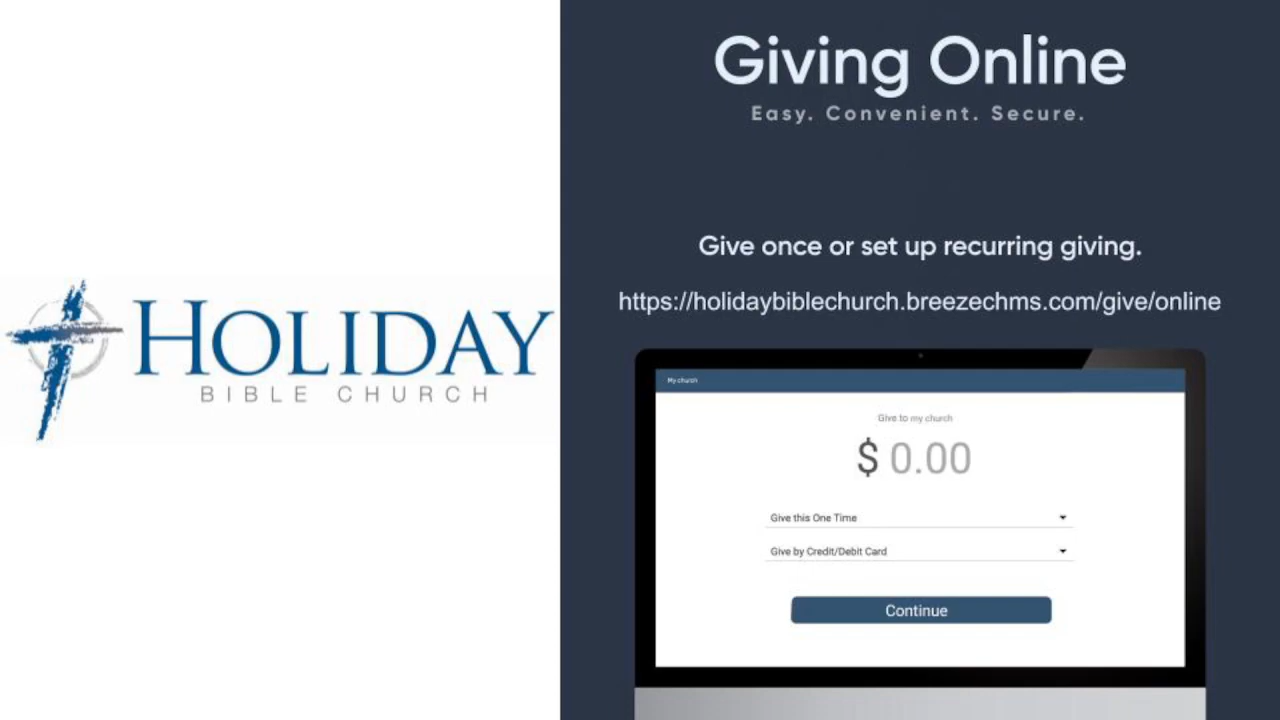 HOLIDAY
BIBLE CHURCH
Giving Online
Easy. Convenient. Secure.
Give once or set up recurring giving.
https://holidaybiblechurch.breezechms.com/give/online
My church
Give to my church
$ 0.00
Give this One Time
Give by Credit/Debit Card
Continue